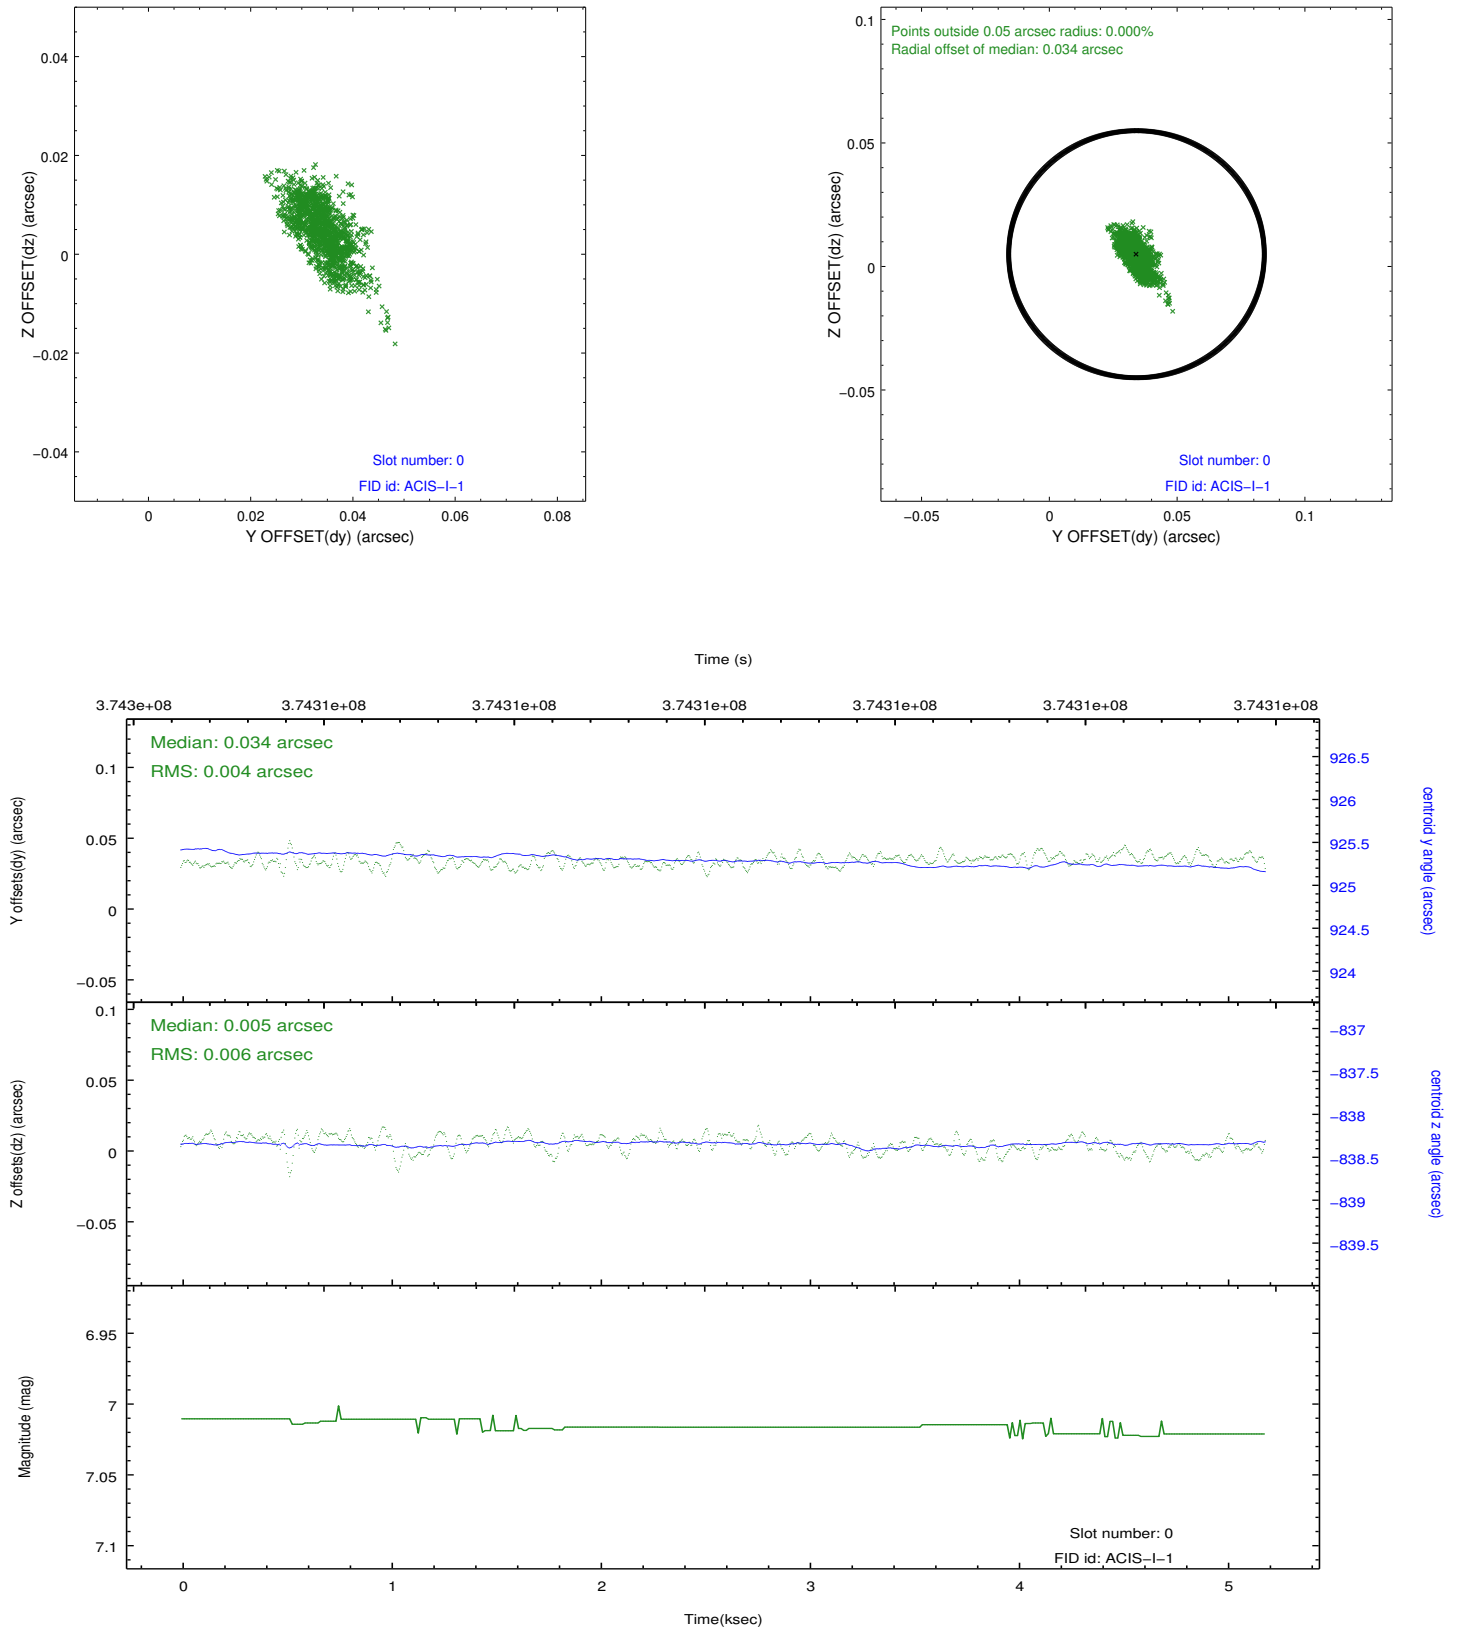 0.04
0.02
0
−0.02
−0.04
Z OFFSET(dz) (arcsec)
Slot number: 0
FID id: ACIS−I−1
0 0.02 0.04 0.06 0.08
Y OFFSET(dy) (arcsec)
Points outside 0.05 arcsec radius: 0.000%
Radial offset of median: 0.034 arcsec
0.1
0.05
0
−0.05
Z OFFSET(dz) (arcsec)
Slot number: 0
FID id: ACIS−I−1
−0.05 0 0.05 0.1
Y OFFSET(dy) (arcsec)
Time (s)
3.743e+08 3.7431e+08 3.7431e+08 3.7431e+08 3.7431e+08 3.7431e+08 3.7431e+08
Median: 0.034 arcsec
RMS: 0.004 arcsec
0.1
0.05
0
−0.05
Y offsets(dy) (arcsec)
926.5
926
925.5
925
924.5
924
centroid y angle (arcsec)
Median: 0.005 arcsec
RMS: 0.006 arcsec
0.1
0.05
0
−0.05
Z offsets(dz) (arcsec)
−837
−837.5
−838
−838.5
−839
−839.5
centroid z angle (arcsec)
6.95
7
7.05
7.1
Magnitude (mag)
Slot number: 0
FID id: ACIS−I−1
0 1 2 3 4 5
Time(ksec)